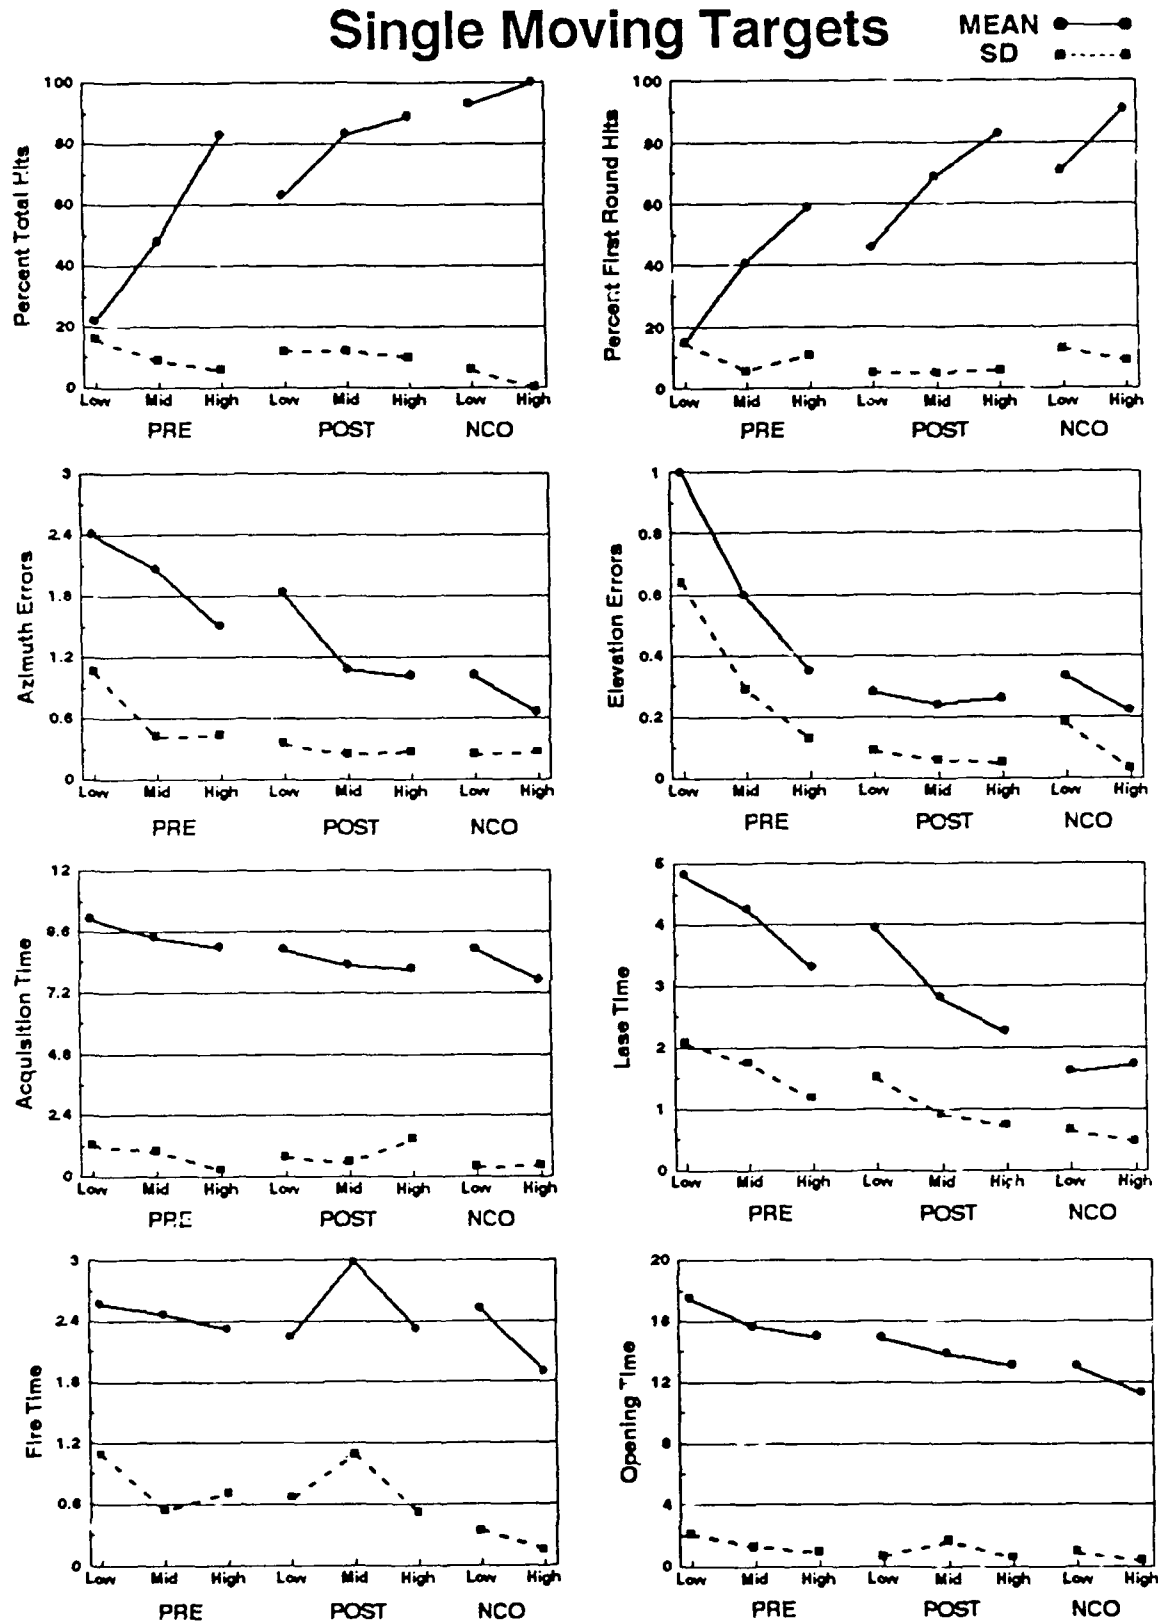 Single Moving Targets
MEAN
SD
Percent Total Hits
100
80
60
40
20
0
Low Mid High Low Mid High Low High
PRE POST NCO
Percent First Round Hits
100
80
60
40
20
0
Low Mid High Low Mid High Low High
PRE POST NCO
Azimuth Errors
3
2.4
1.8
1.2
0.6
0
Low Mid High Low Mid High Low High
PRE POST NCO
Elevation Errors
1
0.8
0.6
0.4
0.2
0
Low Mid High Low Mid High Low High
PRE POST NCO
Acquisition Time
12
9.6
7.2
4.8
2.4
0
Low Mid High Low Mid High Low High
PRE POST NCO
Lase Time
5
4
3
2
1
0
Low Mid High Low Mid High Low High
PRE POST NCO
Fire Time
3
2.4
1.8
1.2
0.6
0
Low Mid High Low Mid High Low High
PRE POST NCO
Opening Time
20
16
12
8
4
0
Low Mid High Low Mid High Low High
PRE POST NCO